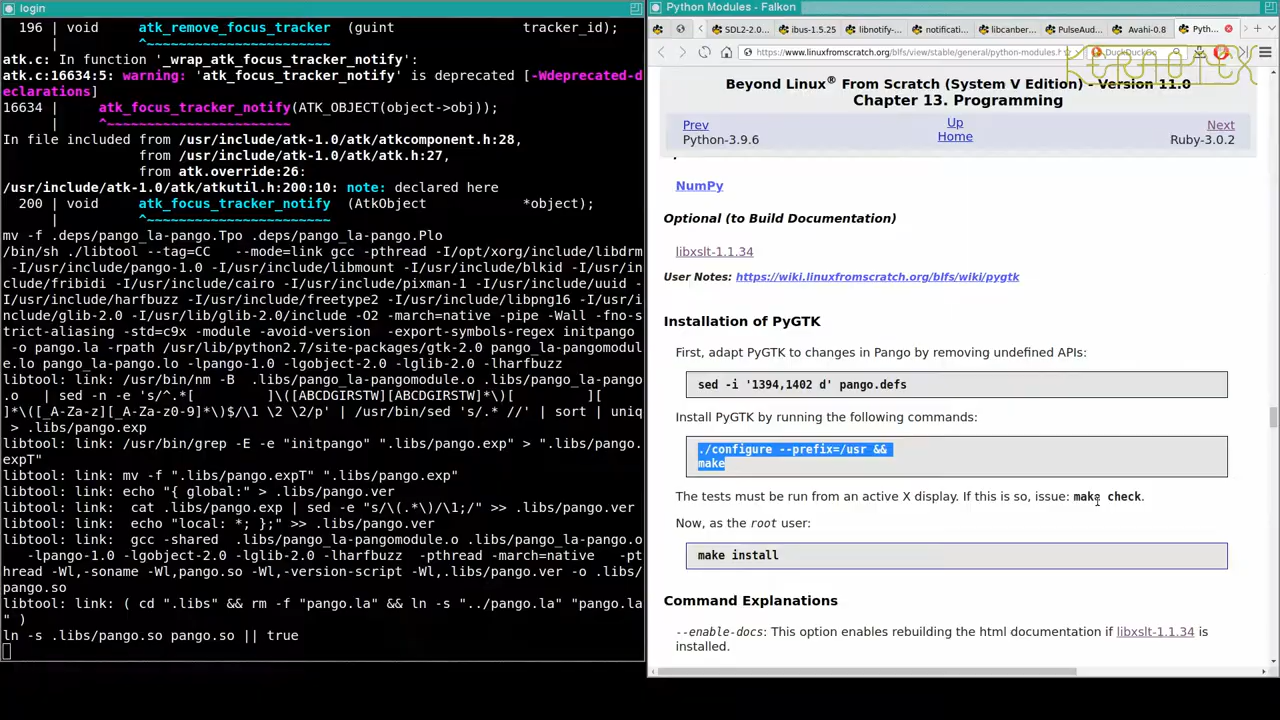 login
196 | void     atk_remove_focus_tracker  (guint                tracker_id);
|          ^~~~~~~~~~~~~~~~~~~~~~~~
atk.c: In function '_wrap_atk_focus_tracker_notify':
atk.c:16634:5: warning: 'atk_focus_tracker_notify' is deprecated [-Wdeprecated-d
eclarations]
16634 |     atk_focus_tracker_notify(ATK_OBJECT(object->obj));
|     ^~~~~~~~~~~~~~~~~~~~~~~~
In file included from /usr/include/atk-1.0/atk/atkcomponent.h:28,
from /usr/include/atk-1.0/atk/atk.h:27,
from atk.override:26:
/usr/include/atk-1.0/atk/atkutil.h:200:10: note: declared here
200 | void     atk_focus_tracker_notify  (AtkObject            *object);
|          ^~~~~~~~~~~~~~~~~~~~~~~~
mv -f .deps/pango_la-pango.Tpo .deps/pango_la-pango.Plo
/bin/sh ./libtool --tag=CC   --mode=link gcc -pthread -I/opt/xorg/include/libdrm
-I/usr/include/pango-1.0 -I/usr/include/libmount -I/usr/include/blkid -I/usr/in
clude/fribidi -I/usr/include/cairo -I/usr/include/pixman-1 -I/usr/include/uuid -
I/usr/include/harfbuzz -I/usr/include/freetype2 -I/usr/include/libpng16 -I/usr/i
nclude/glib-2.0 -I/usr/lib/glib-2.0/include -O2 -march=native -pipe -Wall -fno-s
trict-aliasing -std=c9x -module -avoid-version  -export-symbols-regex initpango
-o pango.la -rpath /usr/lib/python2.7/site-packages/gtk-2.0 pango_la-pangomodul
e.lo pango_la-pango.lo -lpango-1.0 -lgobject-2.0 -lglib-2.0 -lharfbuzz
libtool: link: /usr/bin/nm -B  .libs/pango_la-pangomodule.o .libs/pango_la-pango
.o   | sed -n -e 's/^.*[        ]\([ABCDGIRSTW][ABCDGIRSTW]*\)[         ][
]*\([_A-Za-z][_A-Za-z0-9]*\)$/\1 \2 \2/p' | /usr/bin/sed 's/.* //' | sort | uniq
> .libs/pango.exp
libtool: link: /usr/bin/grep -E -e "initpango" ".libs/pango.exp" > ".libs/pango.
expT"
libtool: link: mv -f ".libs/pango.expT" ".libs/pango.exp"
libtool: link: echo "{ global:" > .libs/pango.ver
libtool: link:  cat .libs/pango.exp | sed -e "s/\(.*\)/\1;/" >> .libs/pango.ver
libtool: link:  echo "local: *; };" >> .libs/pango.ver
libtool: link:  gcc -shared  .libs/pango_la-pangomodule.o .libs/pango_la-pango.o
-lpango-1.0 -lgobject-2.0 -lglib-2.0 -lharfbuzz  -pthread -march=native   -pt
hread -Wl,-soname -Wl,pango.so -Wl,-version-script -Wl,.libs/pango.ver -o .libs/
pango.so
libtool: link: ( cd ".libs" && rm -f "pango.la" && ln -s "../pango.la" "pango.la
" )
ln -s .libs/pango.so pango.so || true
Python Modules - Falkon
SDL2-2.0... ibus-1.5.25 libnotify-... notificati... libcanber... PulseAud... Avahi-0.8 Pyth...
https://www.linuxfromscratch.org/blfs/view/stable/general/python-modules.h DuckDuckGo
KERNOTEX
Beyond Linux® From Scratch (System V Edition) - Version 11.0
Chapter 13. Programming
Prev Up Next
Python-3.9.6 Home Ruby-3.0.2
NumPy
Optional (to Build Documentation)
libxslt-1.1.34
User Notes: https://wiki.linuxfromscratch.org/blfs/wiki/pygtk
Installation of PyGTK
First, adapt PyGTK to changes in Pango by removing undefined APIs:
sed -i '1394,1402 d' pango.defs
Install PyGTK by running the following commands:
./configure --prefix=/usr &&
make
The tests must be run from an active X display. If this is so, issue: make check.
Now, as the root user:
make install
Command Explanations
--enable-docs: This option enables rebuilding the html documentation if libxslt-1.1.34 is
installed.